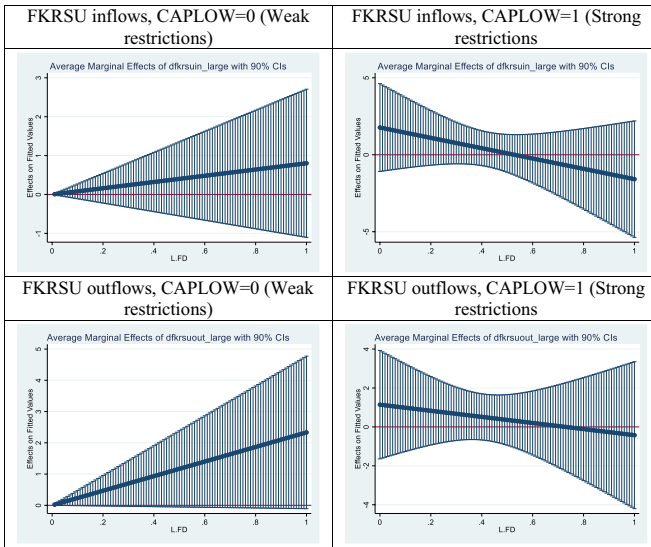 FKRSU inflows, CAPLOW=0 (Weak
restrictions)
FKRSU inflows, CAPLOW=1 (Strong
restrictions
Average Marginal Effects of dfkrsuin_large with 90% CIs
Effects on Fitted Values
3
2
1
0
-1
0
.2
.4
.6
.8
1
L.FD
Average Marginal Effects of dfkrsuin_large with 90% CIs
Effects on Fitted Values
5
0
-5
0
.2
.4
.6
.8
1
L.FD
FKRSU outflows, CAPLOW=0 (Weak
restrictions)
FKRSU outflows, CAPLOW=1 (Strong
restrictions
Average Marginal Effects of dfkrsuout_large with 90% CIs
Effects on Fitted Values
5
4
3
2
1
0
0
.2
.4
.6
.8
1
L.FD
Average Marginal Effects of dfkrsuout_large with 90% CIs
Effects on Fitted Values
4
2
0
-2
-4
0
.2
.4
.6
.8
1
L.FD